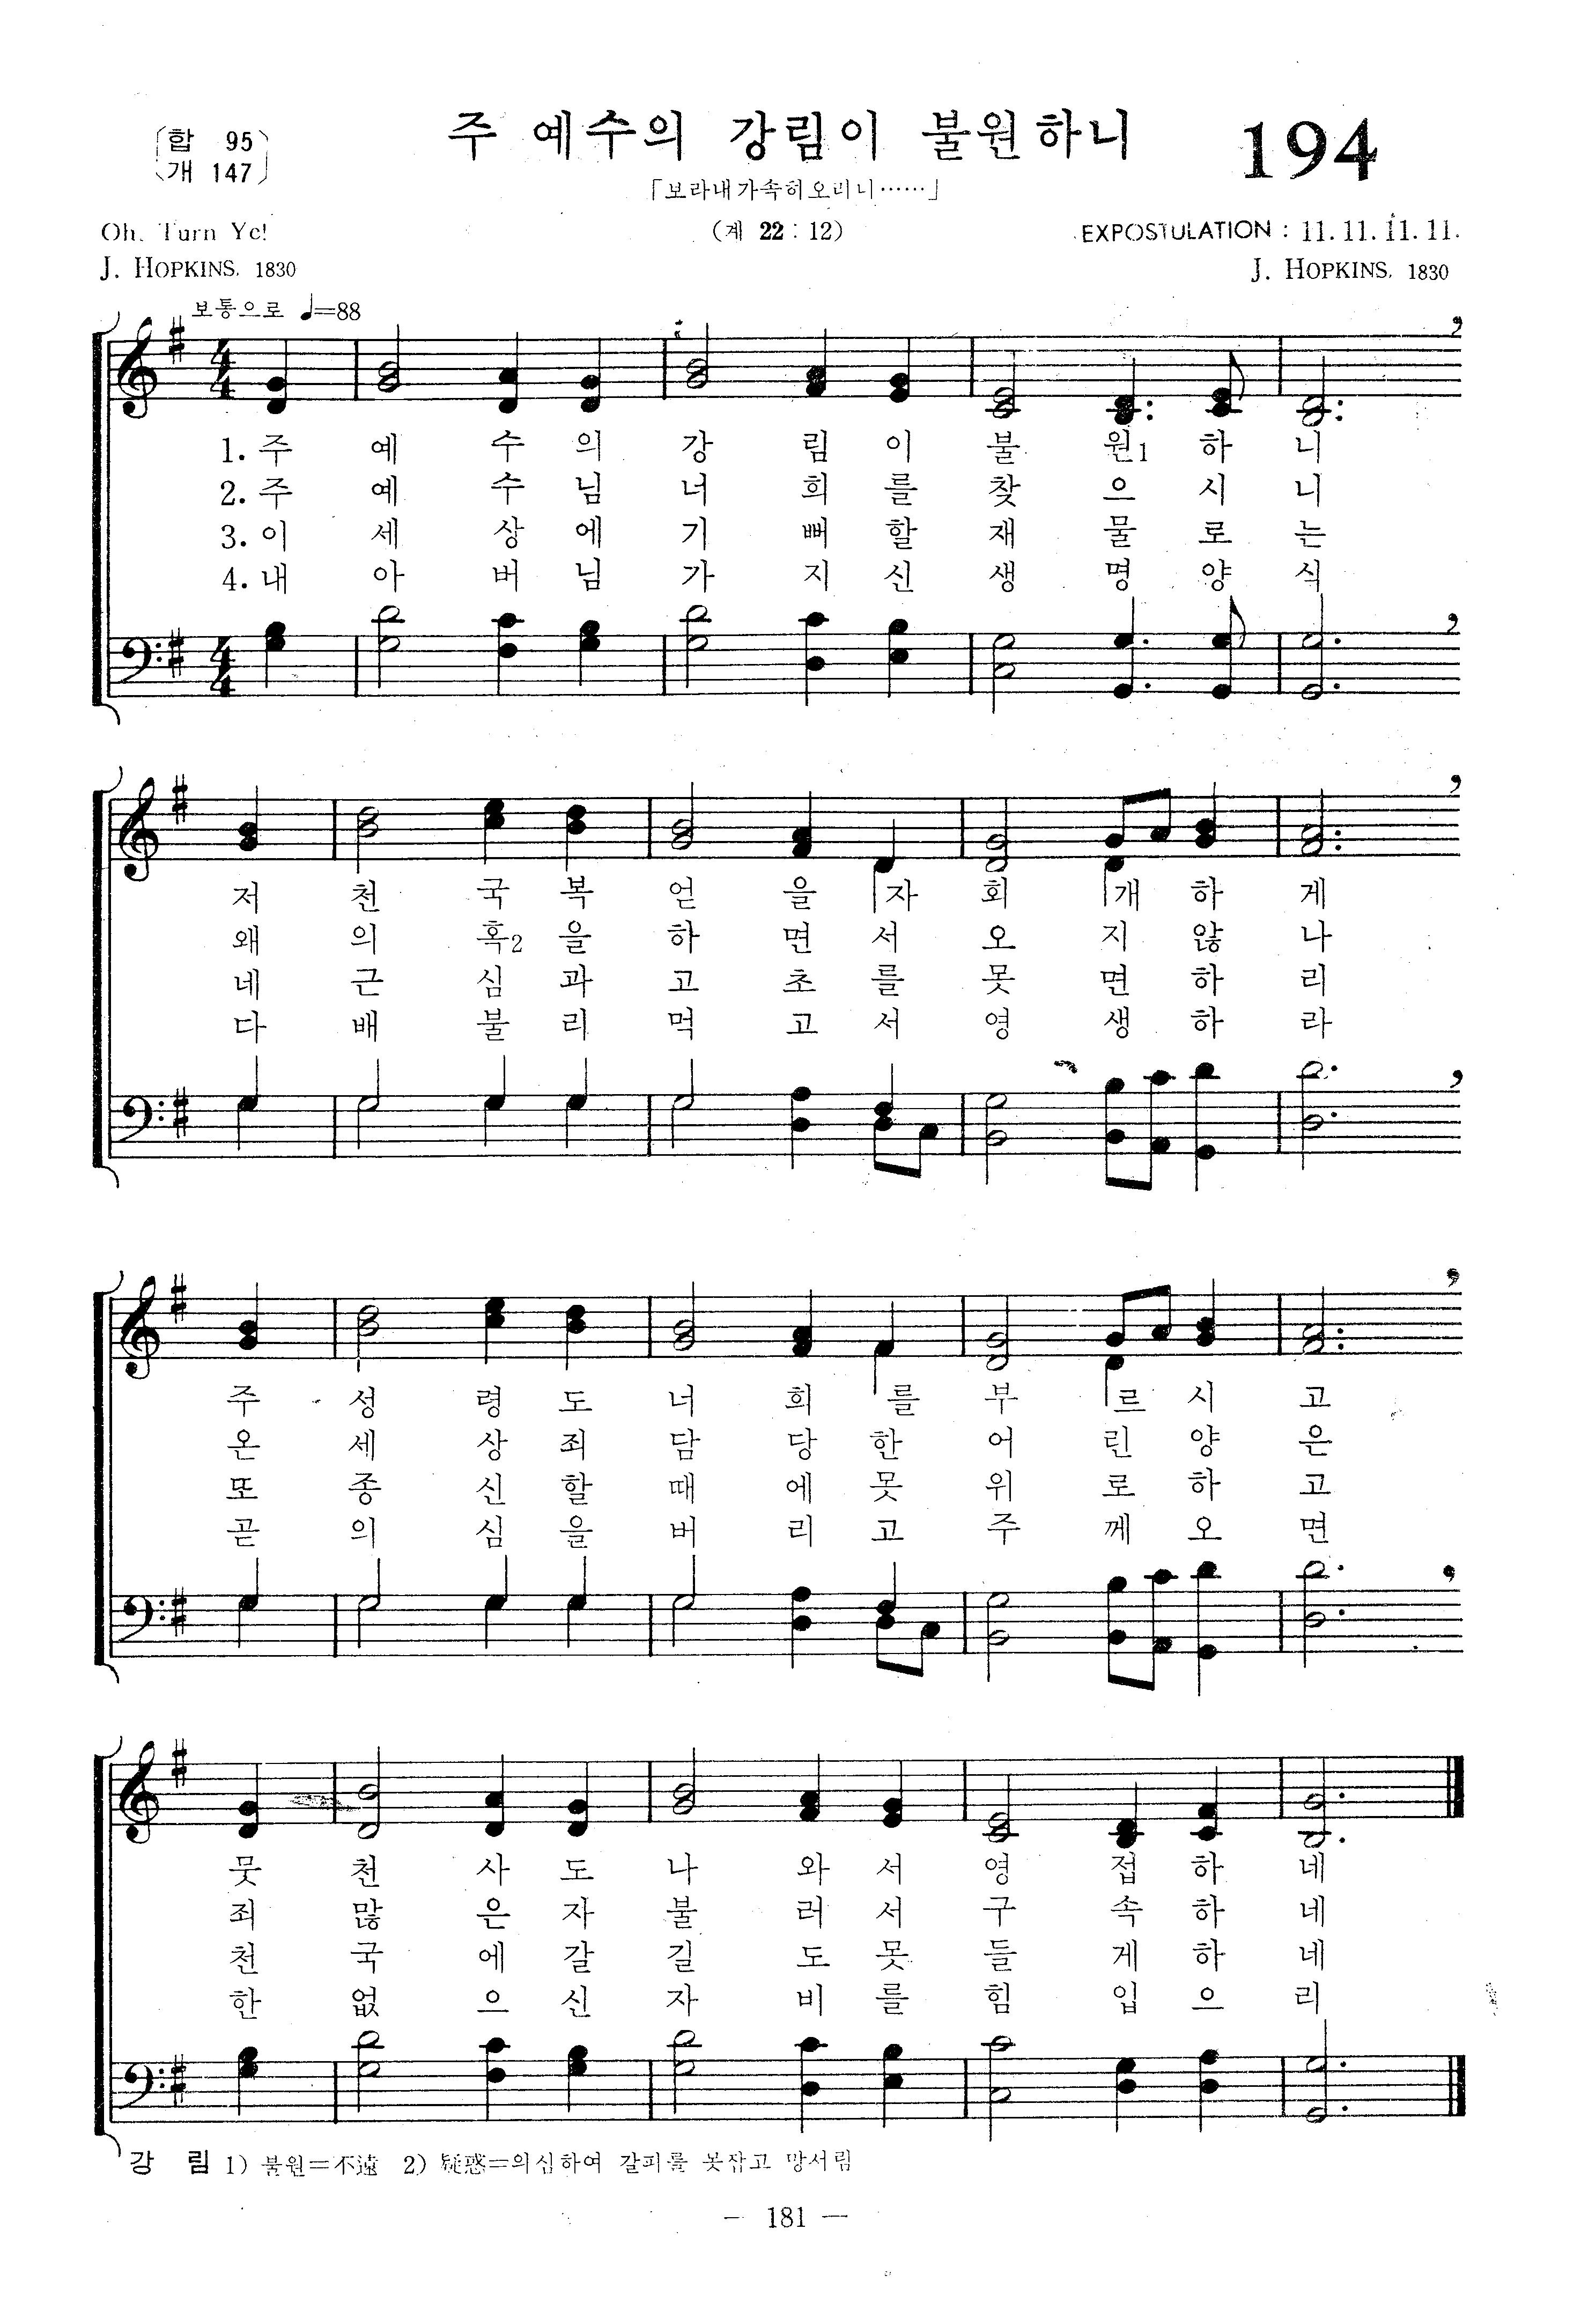 합 95
개 147
주 예수의 강림이 불원하니
194
「보라내가속히오리니……」
(계 22 : 12)
Oh, Turn Ye!
EXPOSTULATION : 11. 11. 11. 11.
J. HOPKINS, 1830
J. HOPKINS, 1830
보통으로 ♩=88
1. 주 예 수 의 강 림 이 불 원1 하 니
2. 주 예 수 님 너 희 를 찾 으 시 니
3. 이 세 상 에 기 뻐 할 재 물 로 는
4. 내 아 버 님 가 지 신 생 명 양 식
저 천 국 복 얻 을 자 회 개 하 게
왜 의 혹2 을 하 면 서 오 지 않 나
네 근 심 과 고 초 를 못 면 하 리
다 배 불 리 먹 고 서 영 생 하 라
주 성 령 도 너 희 를 부 르 시 고
온 세 상 죄 담 당 한 어 린 양 은
또 종 신 할 때 에 못 위 로 하 고
곧 의 심 을 버 리 고 주 께 오 면
뭇 천 사 도 나 와 서 영 접 하 네
죄 많 은 자 불 러 서 구 속 하 네
천 국 에 갈 길 도 못 들 게 하 네
한 없 으 신 자 비 를 힘 입 으 리
강 림 1) 불원=不遠 2) 疑惑=의심하여 갈피를 못잡고 망서림
— 181 —